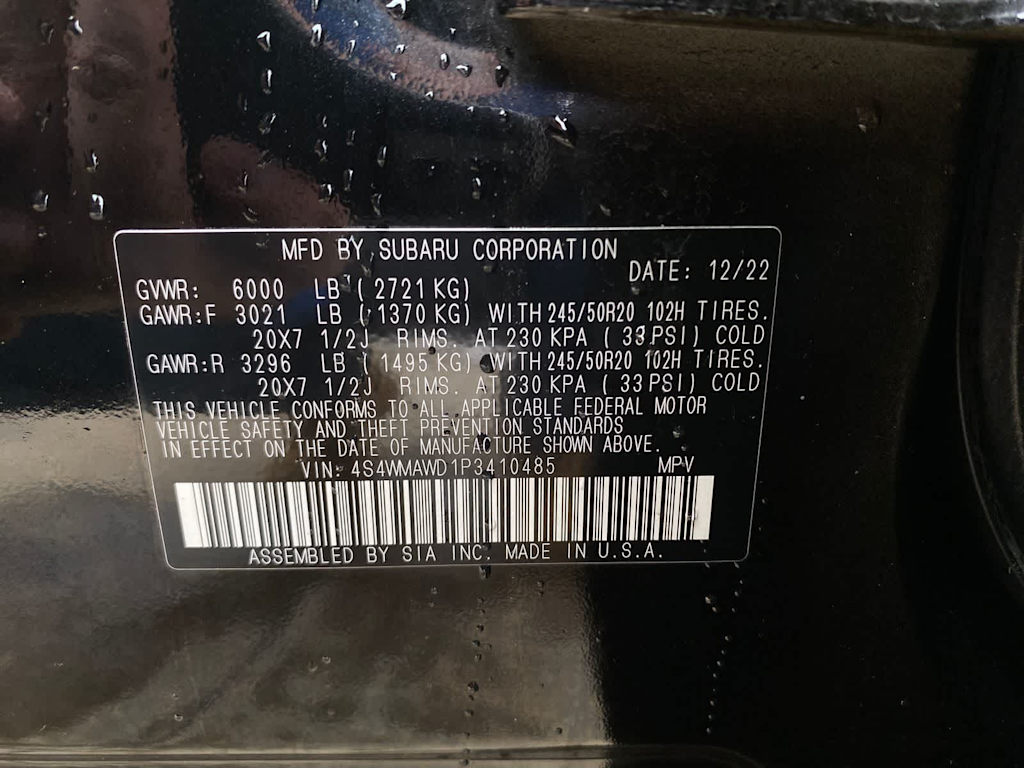 MFD BY SUBARU CORPORATION
DATE: 12/22
GVWR: 6000 LB ( 2721 KG)
GAWR:F 3021 LB ( 1370 KG) WITH 245/50R20 102H TIRES.
20X7 1/2J RIMS. AT 230 KPA ( 33 PSI) COLD
GAWR:R 3296 LB ( 1495 KG) WITH 245/50R20 102H TIRES.
20X7 1/2J RIMS. AT 230 KPA ( 33 PSI) COLD
THIS VEHICLE CONFORMS TO ALL APPLICABLE FEDERAL MOTOR
VEHICLE SAFETY AND THEFT PREVENTION STANDARDS
IN EFFECT ON THE DATE OF MANUFACTURE SHOWN ABOVE.
VIN: 4S4WMAWD1P3410485 MPV
ASSEMBLED BY SIA INC. MADE IN U.S.A.